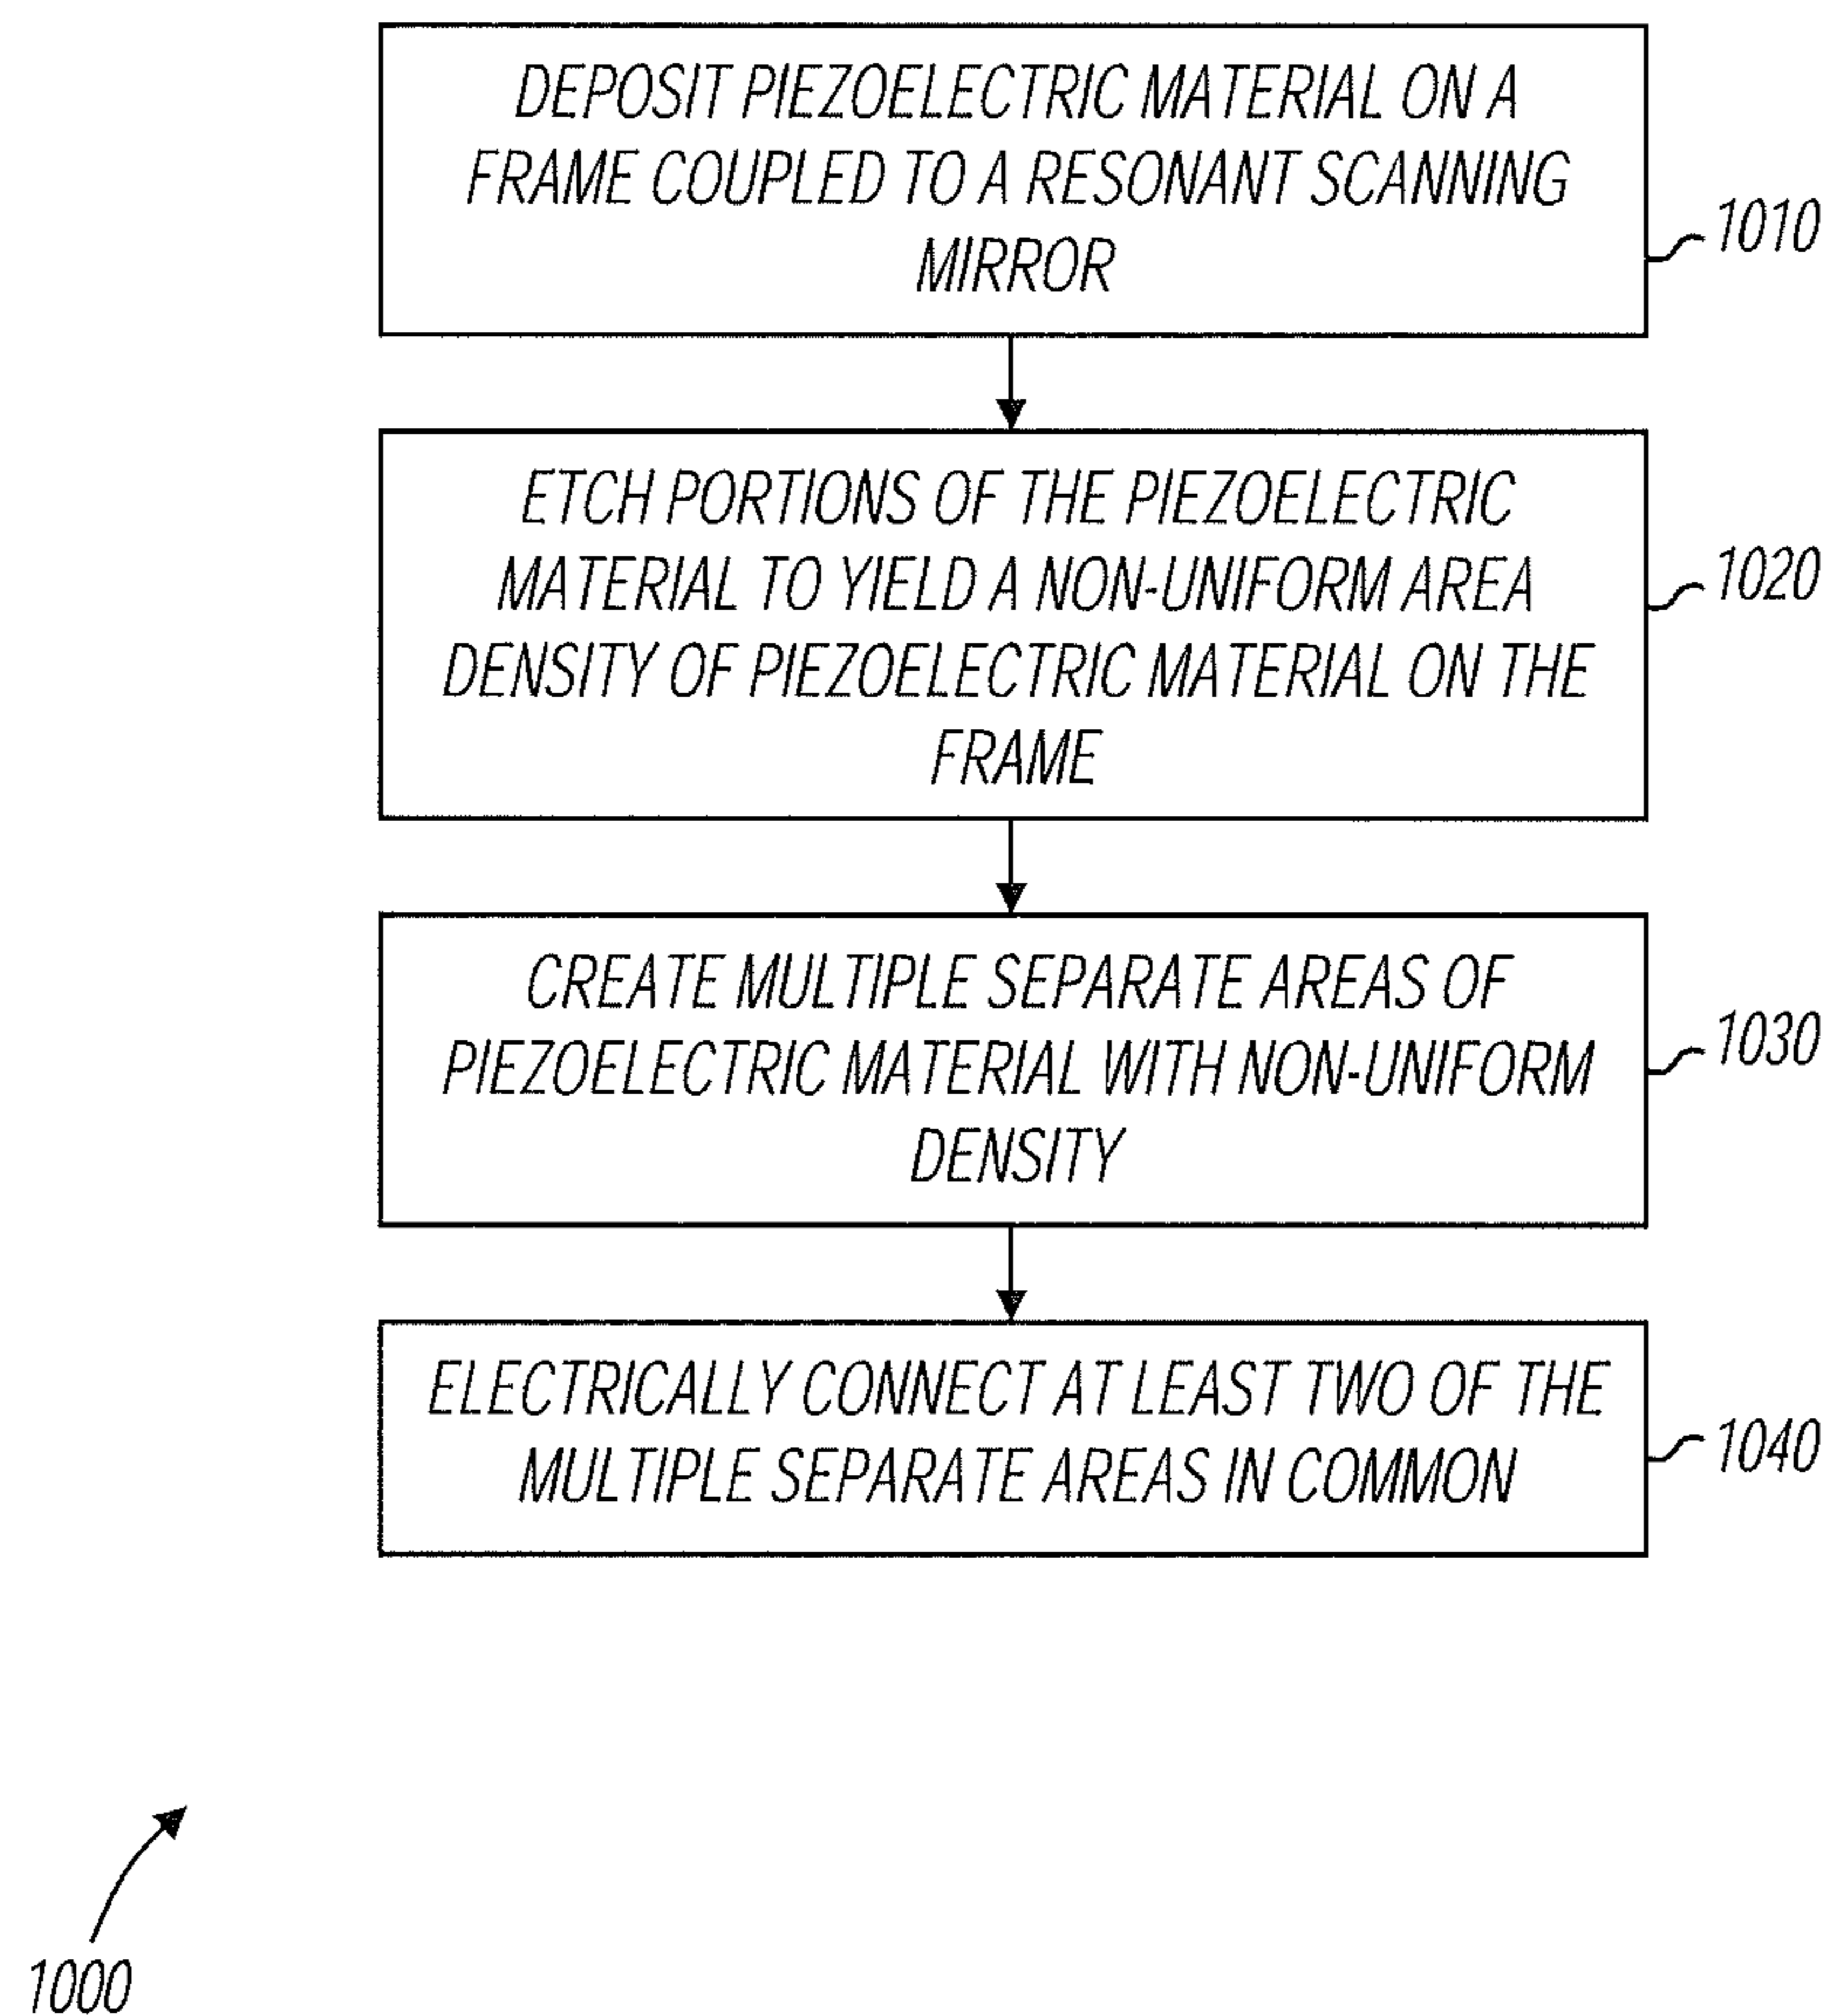 DEPOSIT PIEZOELECTRIC MATERIAL ON A
FRAME COUPLED TO A RESONANT SCANNING
MIRROR
1010
ETCH PORTIONS OF THE PIEZOELECTRIC
MATERIAL TO YIELD A NON-UNIFORM AREA
DENSITY OF PIEZOELECTRIC MATERIAL ON THE
FRAME
1020
CREATE MULTIPLE SEPARATE AREAS OF
PIEZOELECTRIC MATERIAL WITH NON-UNIFORM
DENSITY
1030
ELECTRICALLY CONNECT AT LEAST TWO OF THE
MULTIPLE SEPARATE AREAS IN COMMON
1040
1000